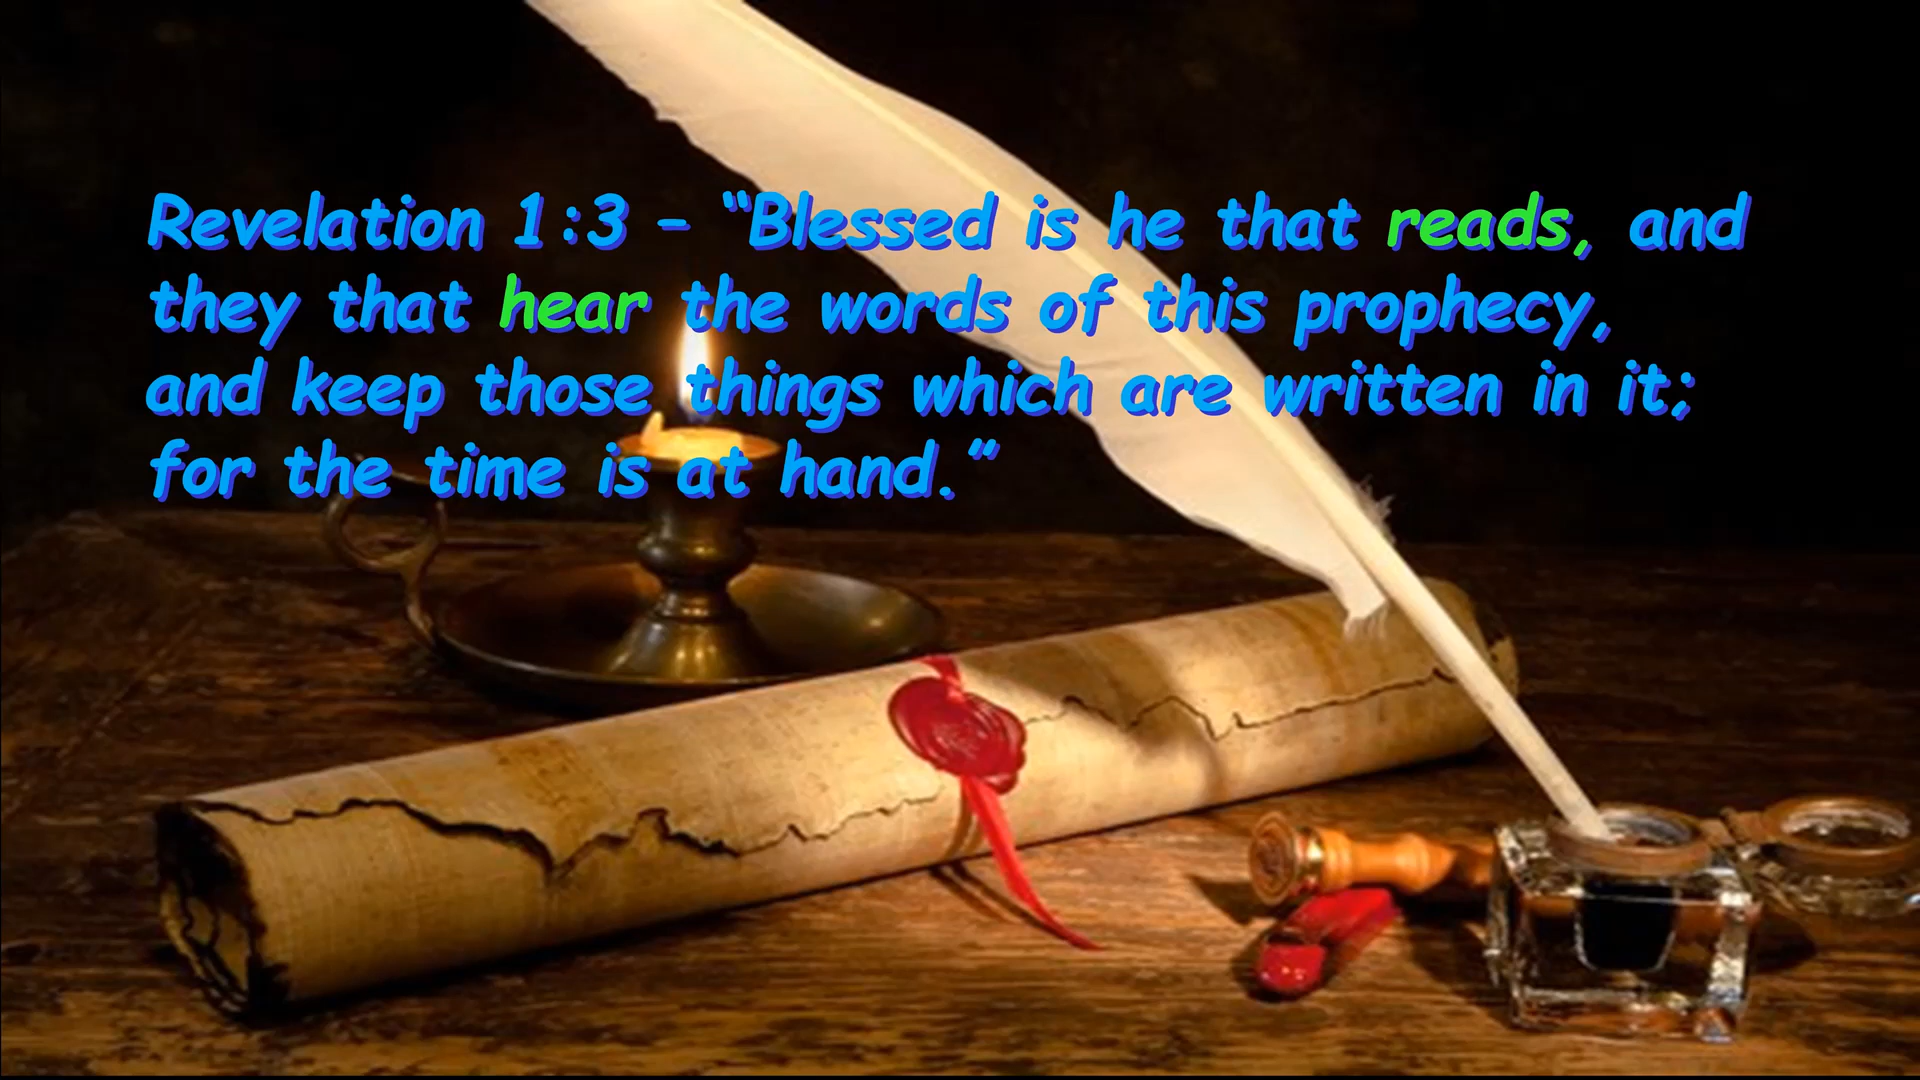 Revelation 1:3 – “Blessed is he that reads, and
they that hear the words of this prophecy,
and keep those things which are written in it;
for the time is at hand.”